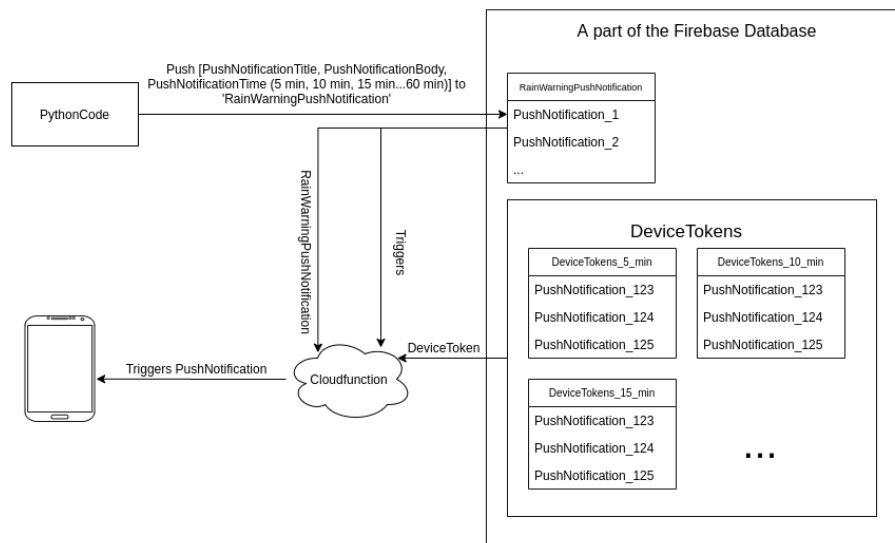 A part of the Firebase Database
Push [PushNotificationTitle, PushNotificationBody,
PushNotificationTime (5 min, 10 min, 15 min...60 min)] to
'RainWarningPushNotification'
PythonCode
RainWarningPushNotification
PushNotification_1
PushNotification_2
...
RainWarningPushNotification
Triggers
DeviceTokens
DeviceTokens_5_min
PushNotification_123
PushNotification_124
PushNotification_125
DeviceTokens_10_min
PushNotification_123
PushNotification_124
PushNotification_125
DeviceToken
Cloudfunction
Triggers PushNotification
DeviceTokens_15_min
PushNotification_123
PushNotification_124
PushNotification_125
...